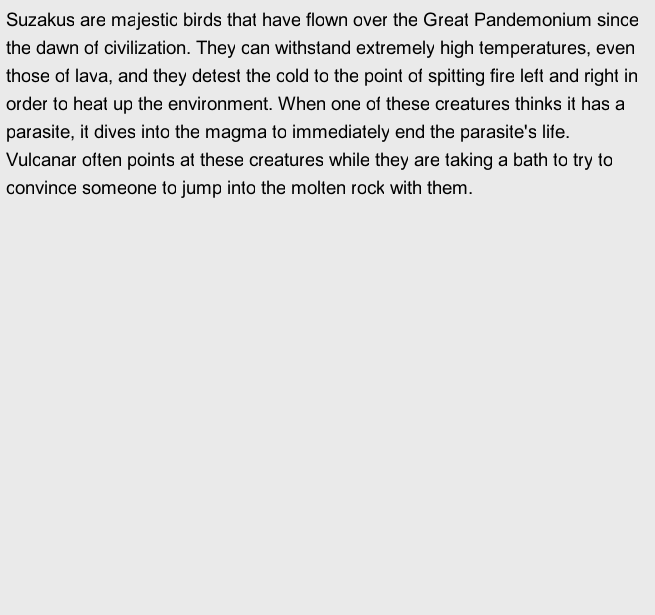 Suzakus are majestic birds that have flown over the Great Pandemonium since
the dawn of civilization. They can withstand extremely high temperatures, even
those of lava, and they detest the cold to the point of spitting fire left and right in
order to heat up the environment. When one of these creatures thinks it has a
parasite, it dives into the magma to immediately end the parasite's life.
Vulcanar often points at these creatures while they are taking a bath to try to
convince someone to jump into the molten rock with them.